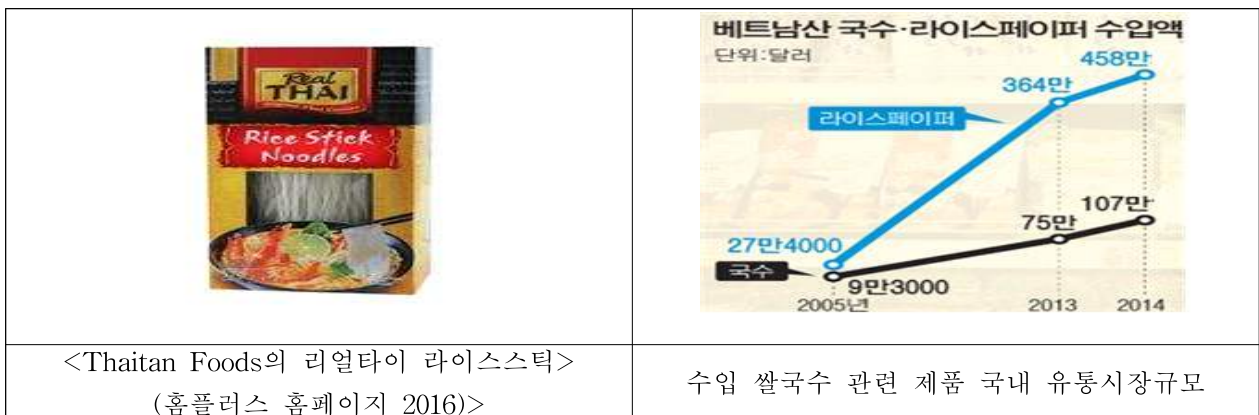 Real
THAI
Rice Stick
Noodles
베트남산 국수·라이스페이퍼 수입액
단위:달러
458만
364만
라이스페이퍼
107만
75만
27만4000
국수
9만3000
2005년 2013 2014
<Thaitan Foods의 리얼타이 라이스스틱>
(홈플러스 홈페이지 2016)>
수입 쌀국수 관련 제품 국내 유통시장규모